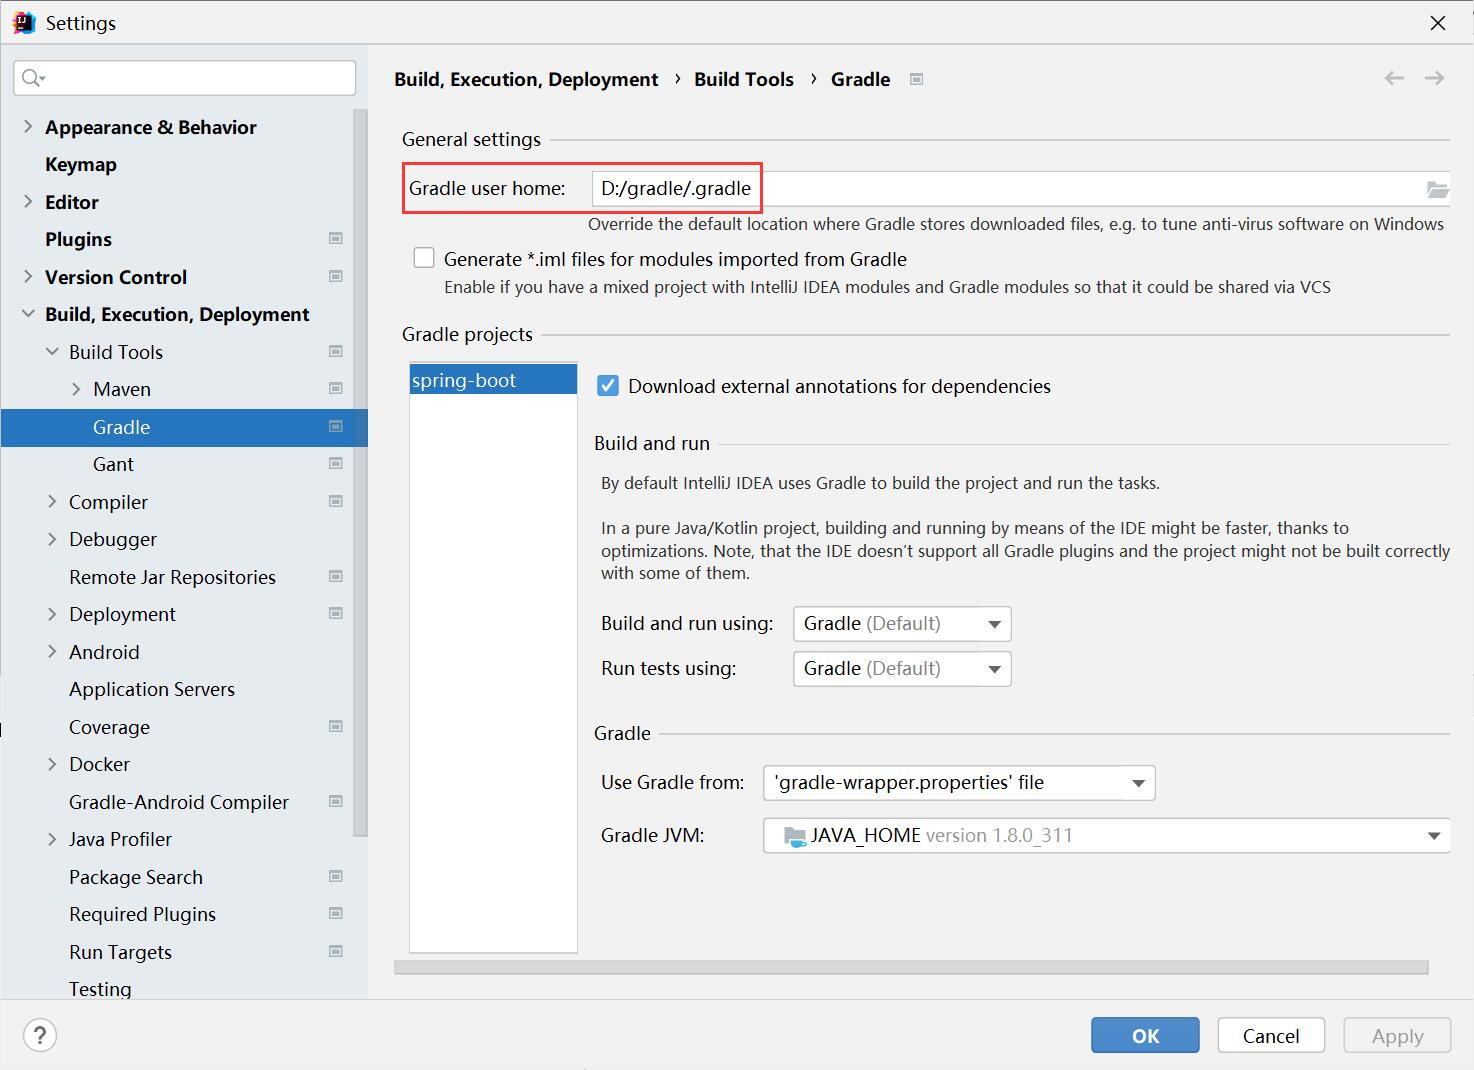 Settings
Appearance & Behavior
Keymap
Editor
Plugins
Version Control
Build, Execution, Deployment
Build Tools
Maven
Gradle
Gant
Compiler
Debugger
Remote Jar Repositories
Deployment
Android
Application Servers
Coverage
Docker
Gradle-Android Compiler
Java Profiler
Package Search
Required Plugins
Run Targets
Testing
Build, Execution, Deployment › Build Tools › Gradle
General settings
Gradle user home: D:/gradle/.gradle
Override the default location where Gradle stores downloaded files, e.g. to tune anti-virus software on Windows
Generate *.iml files for modules imported from Gradle
Enable if you have a mixed project with IntelliJ IDEA modules and Gradle modules so that it could be shared via VCS
Gradle projects
spring-boot
Download external annotations for dependencies
Build and run
By default IntelliJ IDEA uses Gradle to build the project and run the tasks.
In a pure Java/Kotlin project, building and running by means of the IDE might be faster, thanks to
optimizations. Note, that the IDE doesn't support all Gradle plugins and the project might not be built correctly
with some of them.
Build and run using: Gradle (Default)
Run tests using: Gradle (Default)
Gradle
Use Gradle from: 'gradle-wrapper.properties' file
Gradle JVM: JAVA_HOME version 1.8.0_311
?
OK
Cancel
Apply